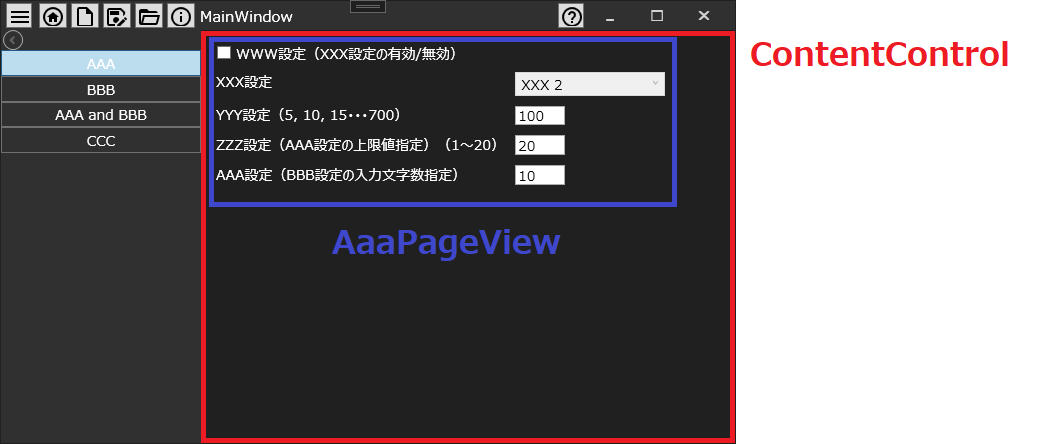 MainWindow
ContentControl
AAA
BBB
AAA and BBB
CCC
WWW設定（XXX設定の有効/無効）
XXX設定
XXX 2
YYY設定（5, 10, 15･･･700）
100
ZZZ設定（AAA設定の上限値指定）（1～20）
20
AAA設定（BBB設定の入力文字数指定）
10
AaaPageView